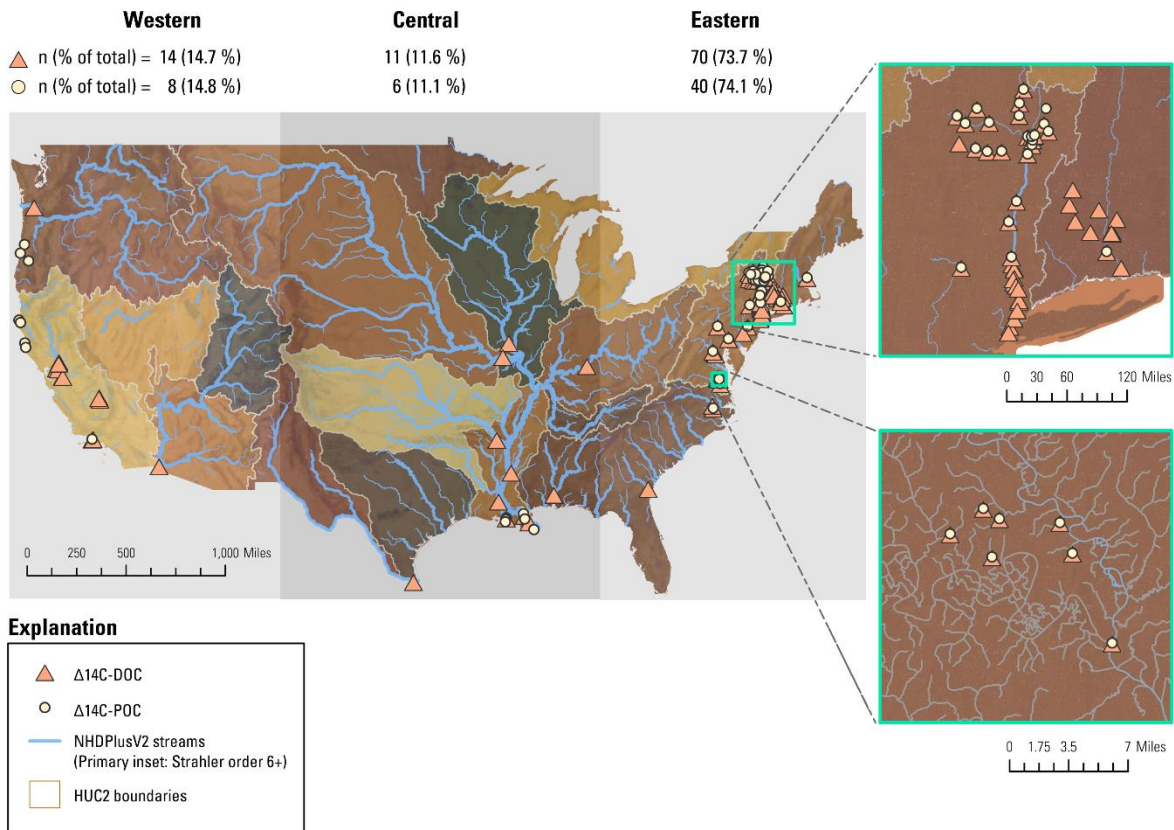 Western Central Eastern
n (% of total) = 14 (14.7 %) 11 (11.6 %) 70 (73.7 %)
n (% of total) = 8 (14.8 %) 6 (11.1 %) 40 (74.1 %)
0 30 60 120 Miles
0 250 500 1,000 Miles
0 1.75 3.5 7 Miles
Explanation
Δ14C-DOC
Δ14C-POC
NHDPlusV2 streams
(Primary inset: Strahler order 6+)
HUC2 boundaries